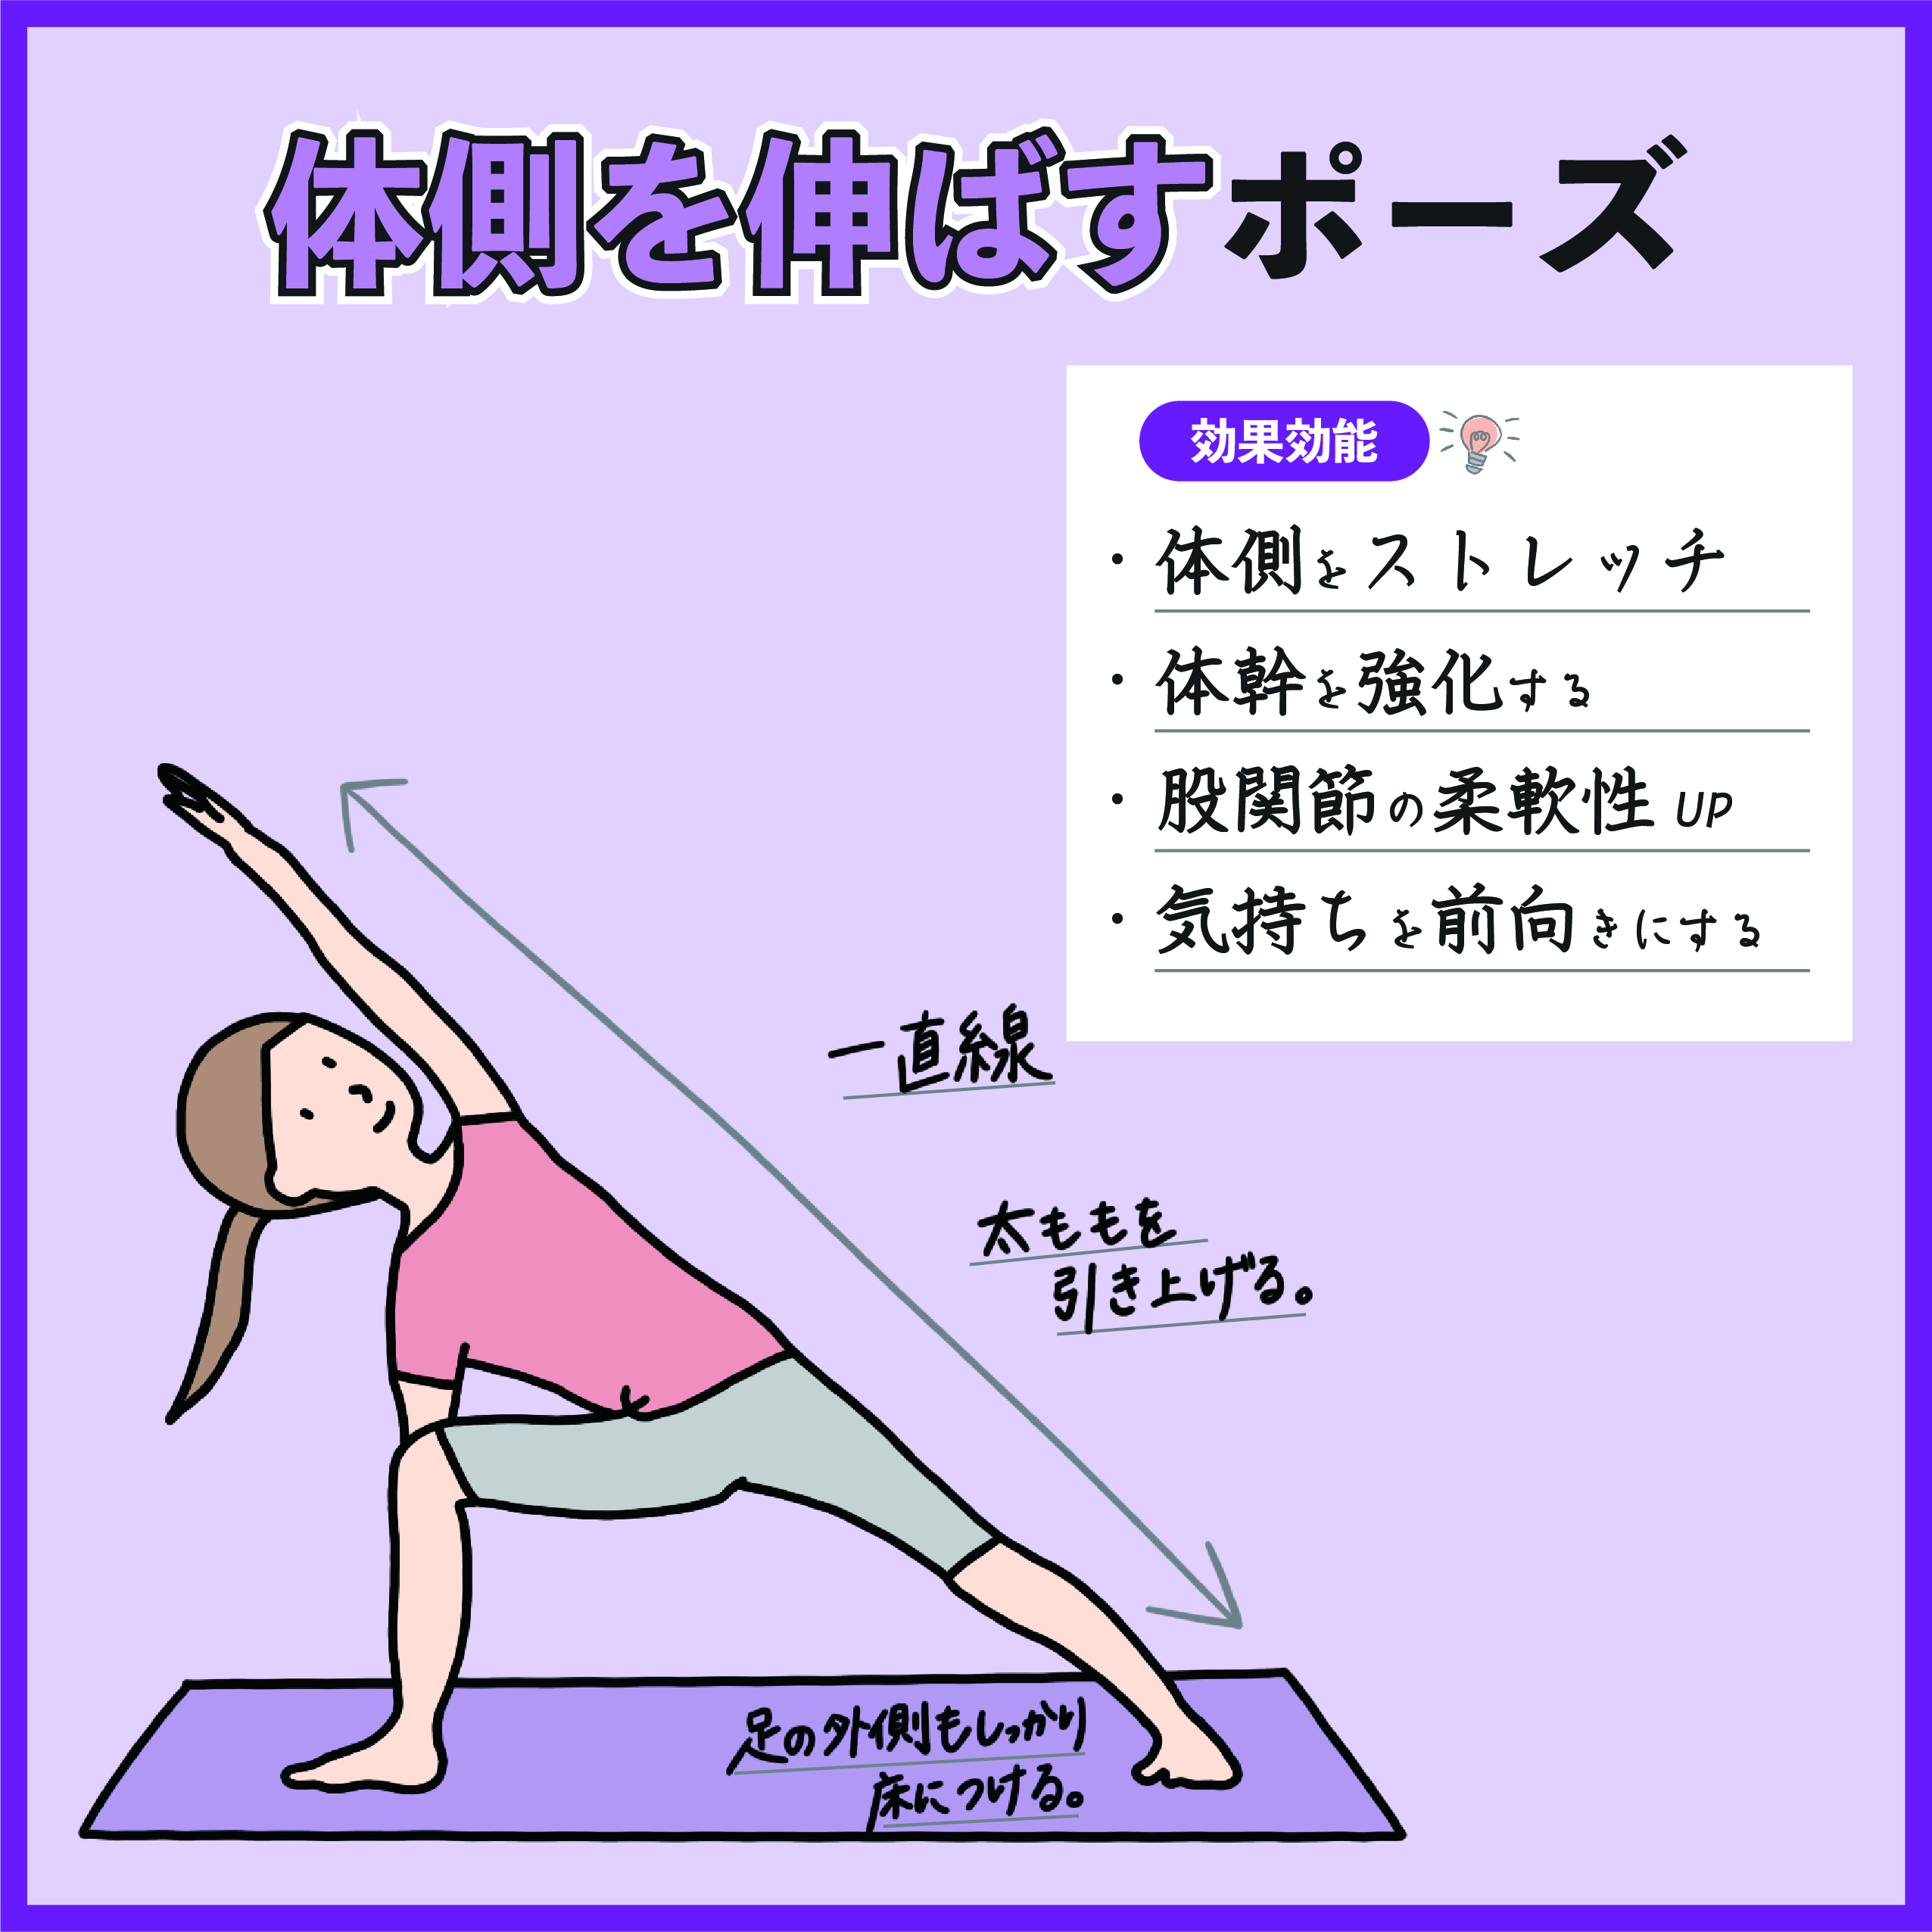 体側を伸ばすポーズ
効果効能
・体側をストレッチ
・体幹を強化する
・股関節の柔軟性UP
・気持ちを前向きにする
一直線
太ももを
引き上げる。
足の外側もしっかり
床につける。